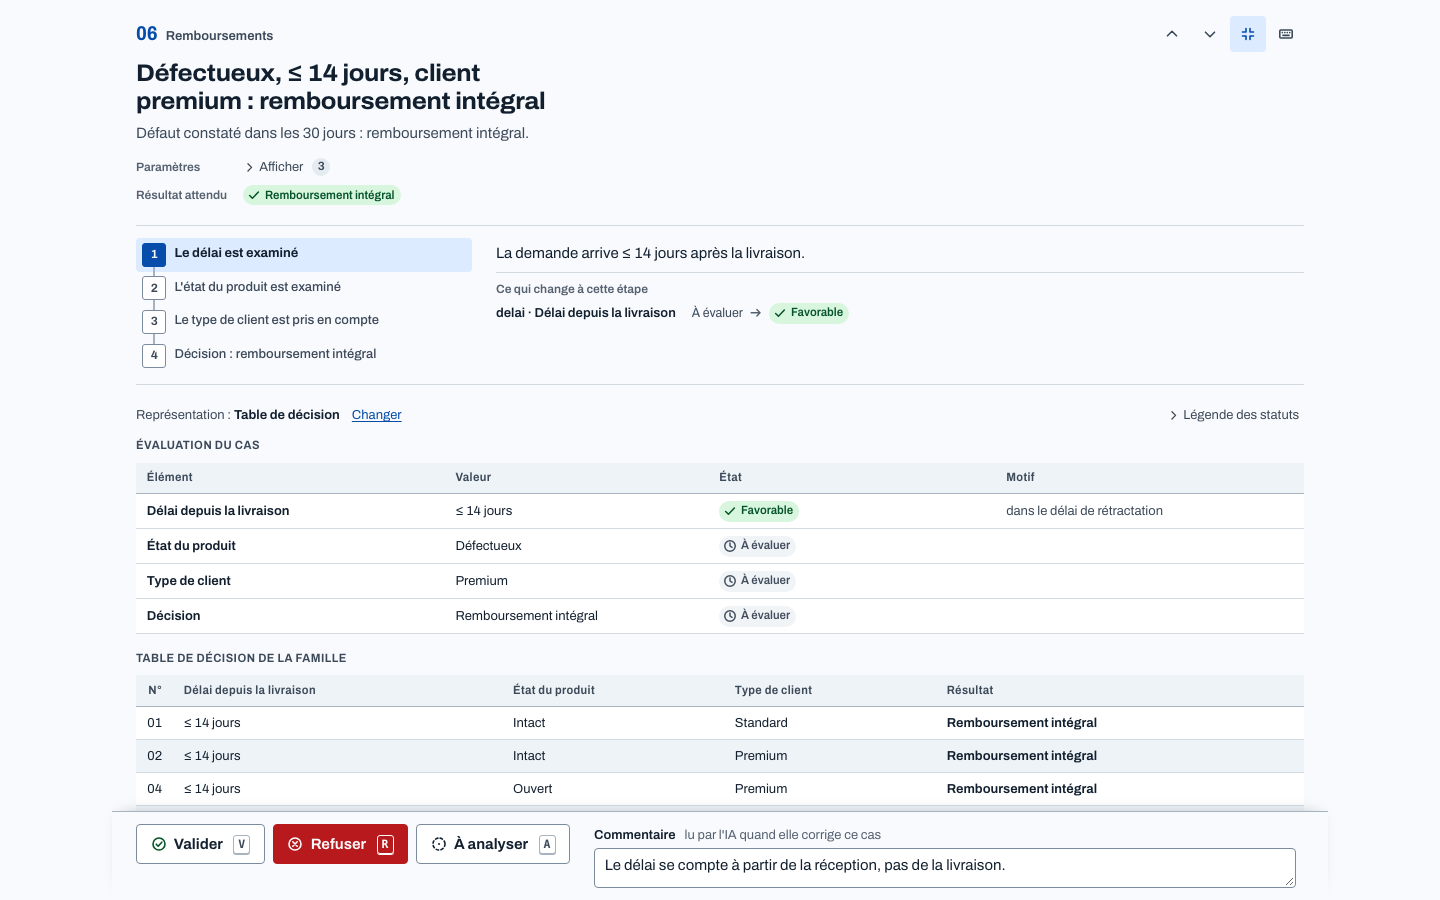 06 Remboursements
Défectueux, ≤ 14 jours, client
premium : remboursement intégral
Défaut constaté dans les 30 jours : remboursement intégral.
Paramètres Afficher 3
Résultat attendu Remboursement intégral
1 Le délai est examiné
2 L'état du produit est examiné
3 Le type de client est pris en compte
4 Décision : remboursement intégral
La demande arrive ≤ 14 jours après la livraison.
Ce qui change à cette étape
delai · Délai depuis la livraison À évaluer → Favorable
Représentation : Table de décision Changer Légende des statuts
ÉVALUATION DU CAS
Élément Valeur État Motif
Délai depuis la livraison ≤ 14 jours Favorable dans le délai de rétractation
État du produit Défectueux À évaluer
Type de client Premium À évaluer
Décision Remboursement intégral À évaluer
TABLE DE DÉCISION DE LA FAMILLE
N° Délai depuis la livraison État du produit Type de client Résultat
01 ≤ 14 jours Intact Standard Remboursement intégral
02 ≤ 14 jours Intact Premium Remboursement intégral
04 ≤ 14 jours Ouvert Premium Remboursement intégral
Valider V Refuser R À analyser A
Commentaire lu par l'IA quand elle corrige ce cas
Le délai se compte à partir de la réception, pas de la livraison.